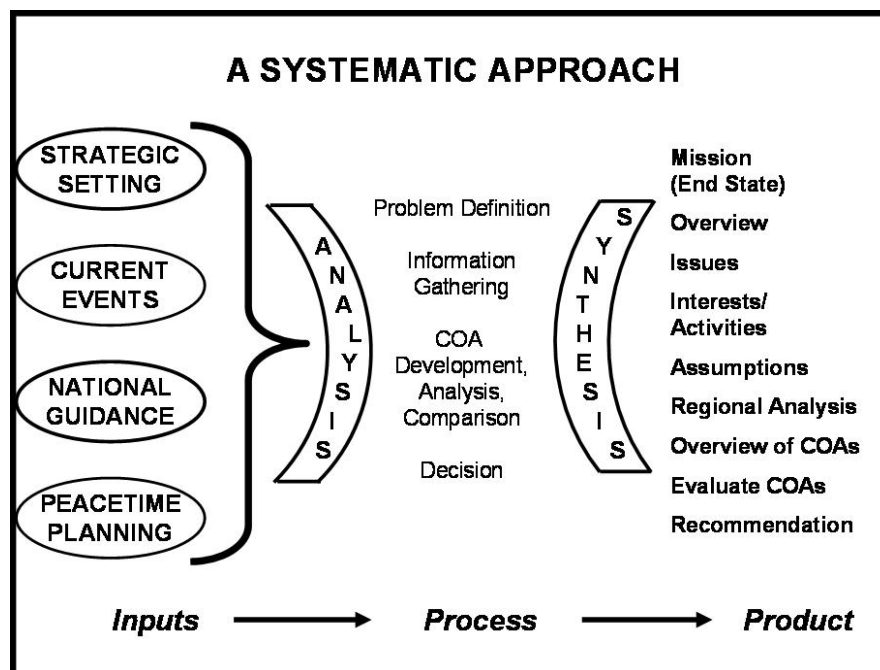 A SYSTEMATIC APPROACH
STRATEGIC
SETTING
CURRENT
EVENTS
NATIONAL
GUIDANCE
PEACETIME
PLANNING
ANALYSIS
Problem Definition
Information
Gathering
COA
Development,
Analysis,
Comparison
Decision
SYNTHESIS
Mission
(End State)
Overview
Issues
Interests/
Activities
Assumptions
Regional Analysis
Overview of COAs
Evaluate COAs
Recommendation
Inputs
Process
Product